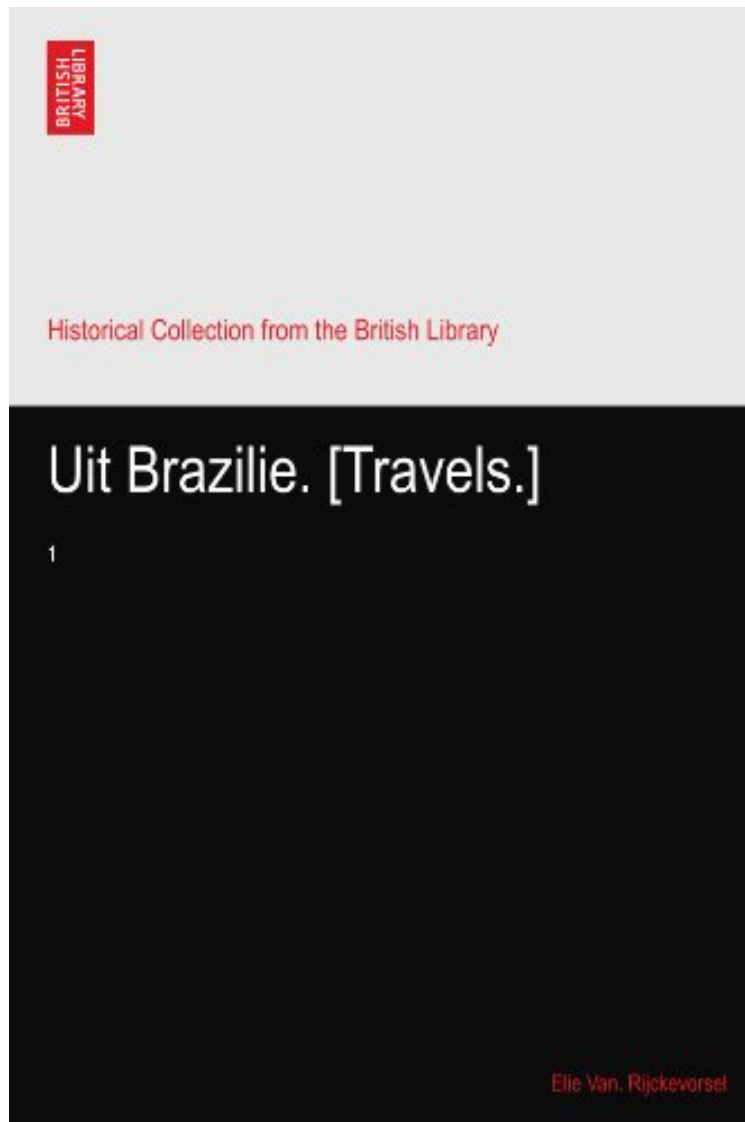 BRITISH
LIBRARY
Historical Collection from the British Library
Uit Brazilie. [Travels.]
1
Elie Van. Rijckevorsel